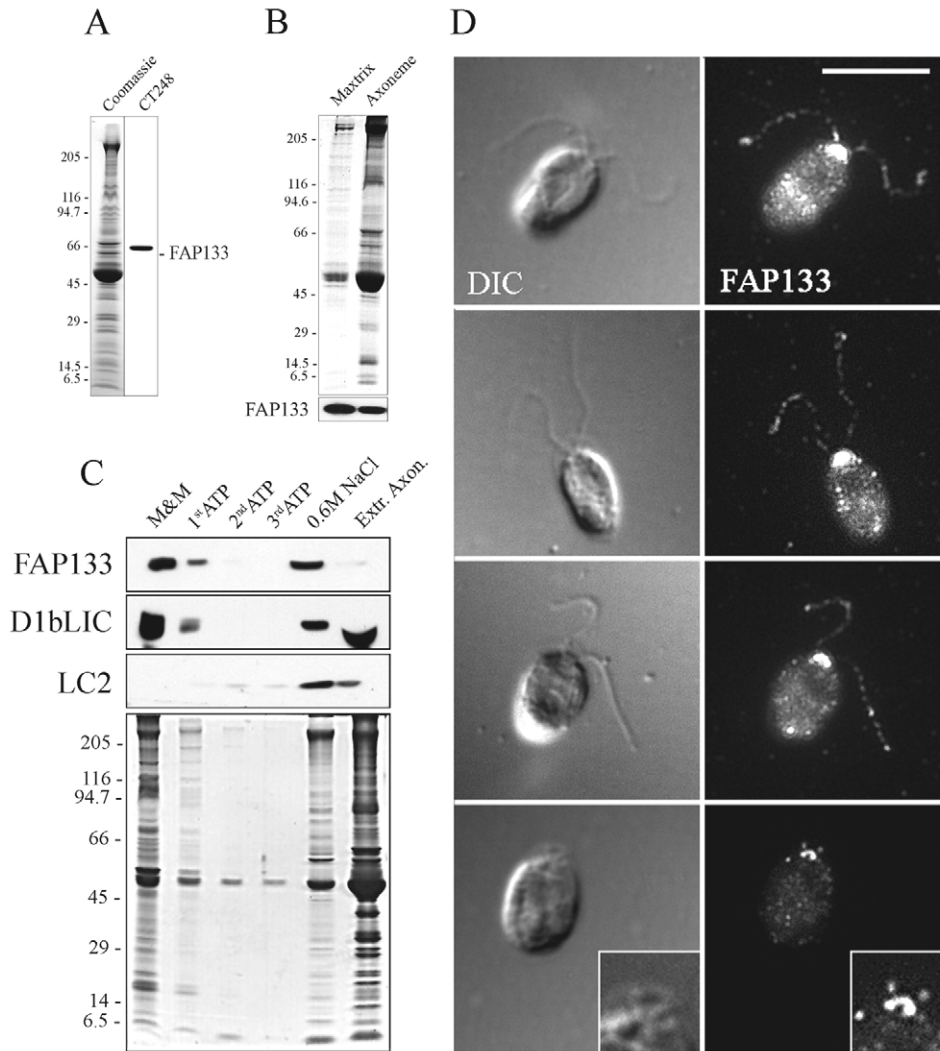 A
Coomassie
CT248
205 -
116 -
94.7 -
66 -
45 -
29 -
14.5 -
6.5 -
- FAP133
B
Maxtrix
Axoneme
205 -
116 -
94.6 -
66 -
45 -
29 -
14.5 -
6.5 -
FAP133
C
M&M
1st ATP
2nd ATP
3rd ATP
0.6M NaCl
Extr. Axon.
FAP133
D1bLIC
LC2
205 -
116 -
94.7 -
66 -
45 -
29 -
14 -
6.5 -
D
DIC
FAP133